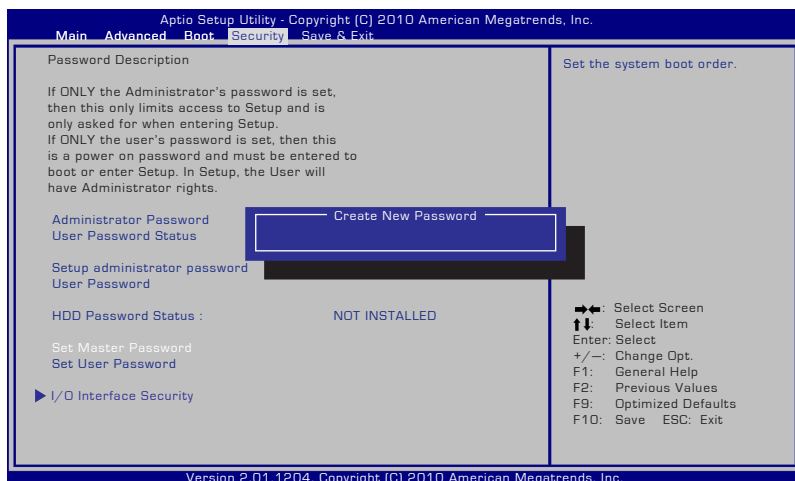 Aptio Setup Utility - Copyright (C) 2010 American Megatrends, Inc.
Main Advanced Boot Security Save & Exit
Password Description
If ONLY the Administrator's password is set,
then this only limits access to Setup and is
only asked for when entering Setup.
If ONLY the user's password is set, then this
is a power on password and must be entered to
boot or enter Setup. In Setup, the User will
have Administrator rights.
Administrator Password
User Password Status
Create New Password
Setup administrator password
User Password
HDD Password Status : NOT INSTALLED
Set Master Password
Set User Password
I/O Interface Security
Set the system boot order.
→←: Select Screen
↑↓: Select Item
Enter: Select
+/—: Change Opt.
F1: General Help
F2: Previous Values
F9: Optimized Defaults
F10: Save ESC: Exit
Version 2.01.1204. Copyright (C) 2010 American Megatrends, Inc.